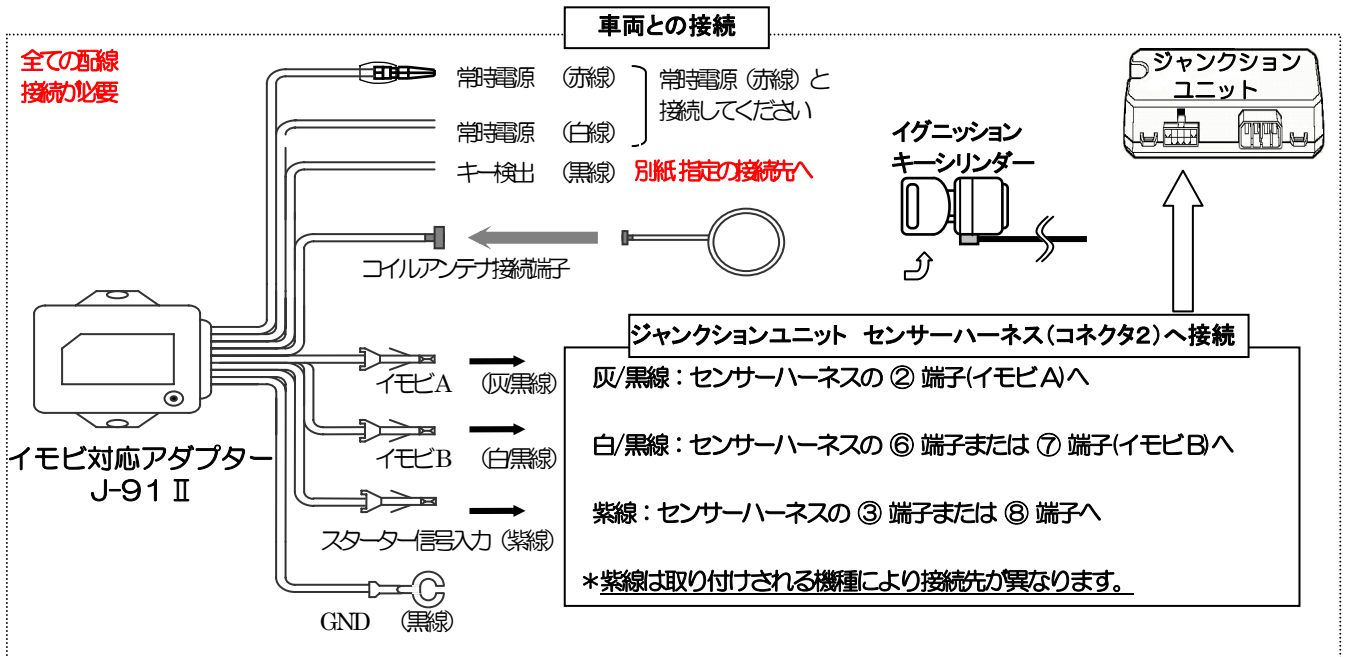 車両との接続
全ての配線
接続が必要
常時電源 (赤線)
常時電源 (白線)
常時電源 (赤線) と
接続してください
キー検出 (黒線) 別紙 指定の接続先へ
ジャンクション
ユニット
イグニッション
キーシリンダー
コイルアンテナ接続端子
イモビ対応アダプター
J-91Ⅱ
イモビA (灰黒線)
イモビB (白黒線)
スターター信号入力 (紫線)
GND (黒線)
ジャンクションユニット センサーハーネス(コネクタ2)へ接続
灰/黒線：センサーハーネスの ② 端子(イモビA)へ
白/黒線：センサーハーネスの ⑥ 端子または ⑦ 端子(イモビB)へ
紫線：センサーハーネスの ③ 端子または ⑧ 端子へ
*紫線は取り付けされる機種により接続先が異なります。